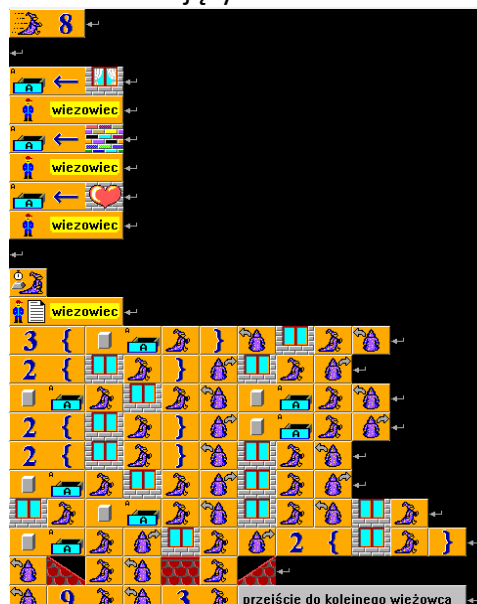 8
A A ←
wiezowiec
A A ←
wiezowiec
A A ←
wiezowiec
wiezowiec
3 { A A }
2 { }
A A A A
2 { } A A
2 { }
A A
A A
A A 2 { }
9 3 przejście do kolejnego wieżowca